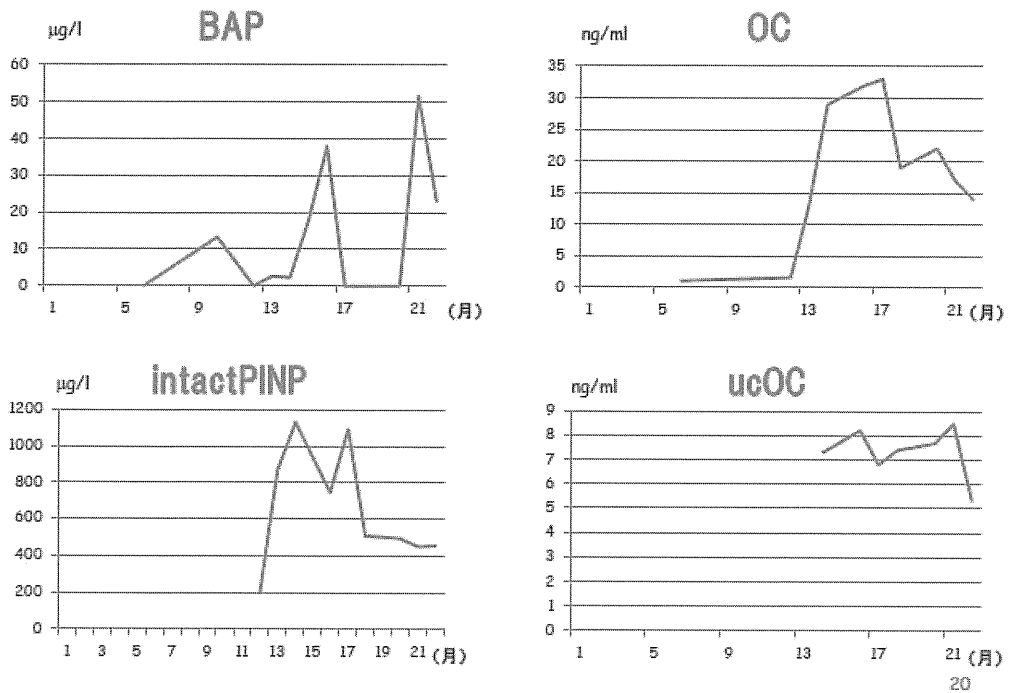 BAP
μg/l
60
50
40
30
20
10
0
1 5 9 13 17 21 (月)
OC
ng/ml
35
30
25
20
15
10
5
0
1 5 9 13 17 21 (月)
intactPINP
μg/l
1200
1000
800
600
400
200
0
1 3 5 7 9 11 13 15 17 19 21 (月)
ucOC
ng/ml
9
8
7
6
5
4
3
2
1
0
1 5 9 13 17 21 (月)
20